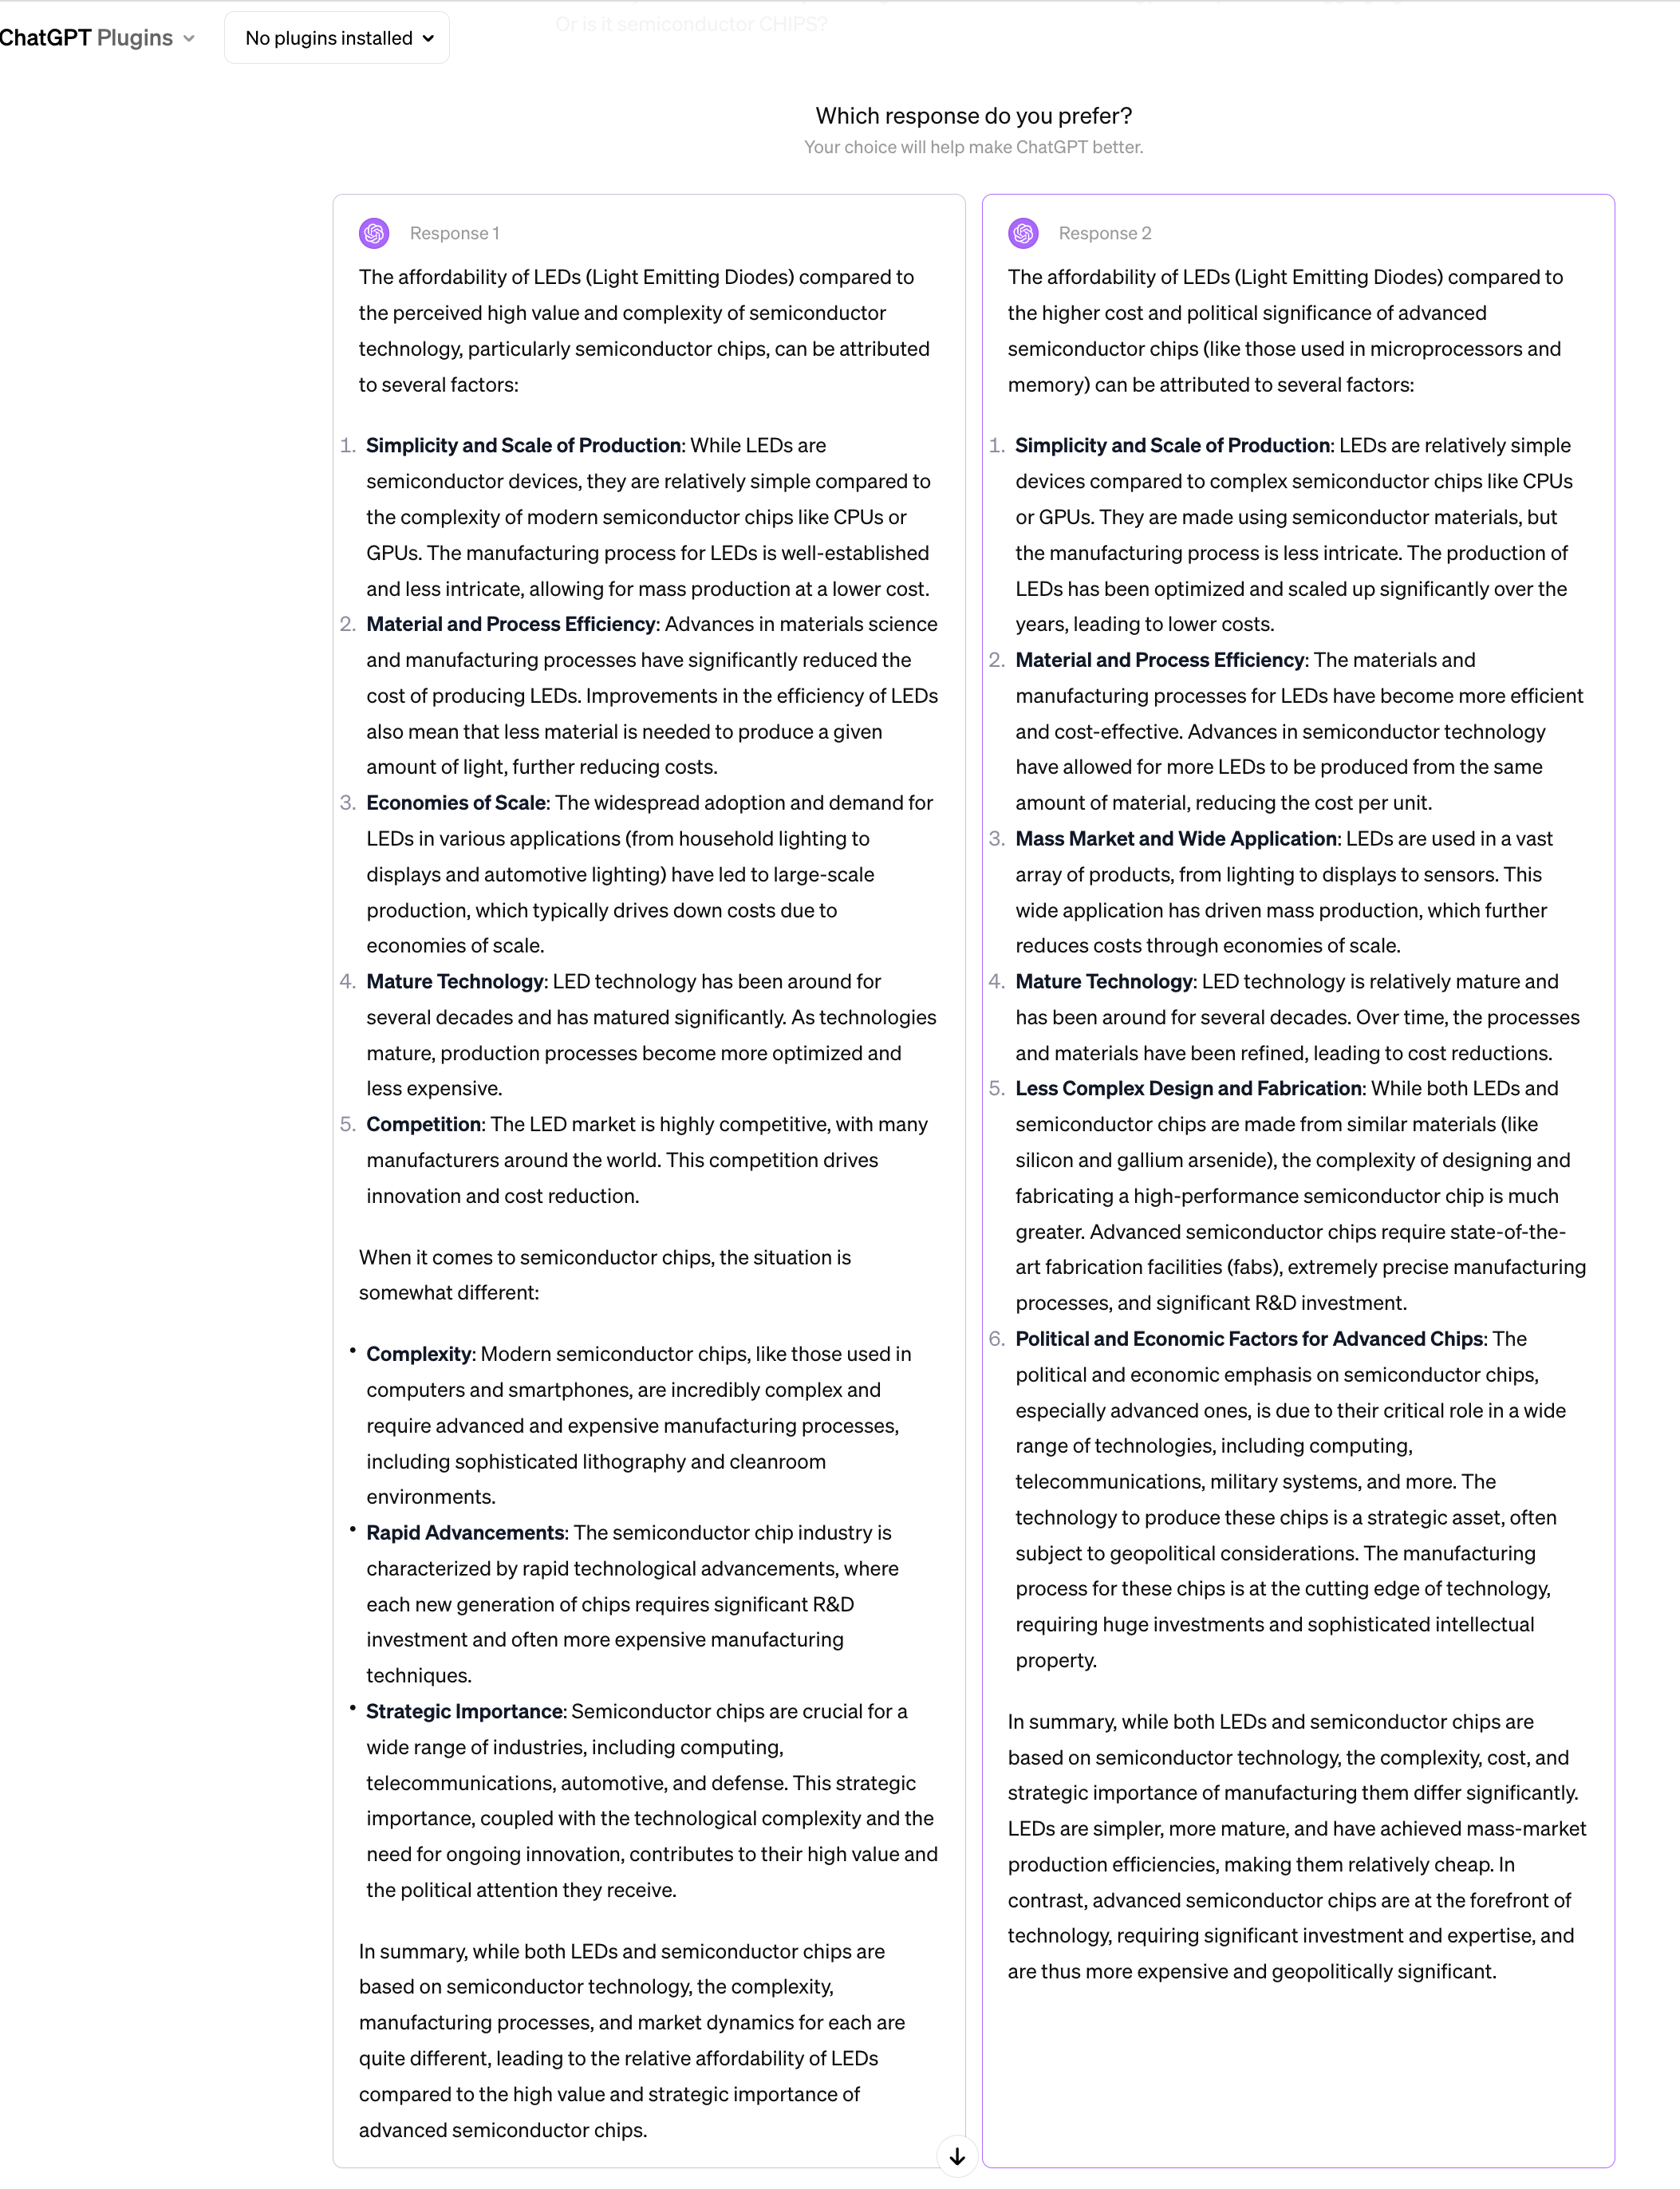 Or is it semiconductor CHIPS?
ChatGPT Plugins
No plugins installed
Which response do you prefer?
Your choice will help make ChatGPT better.
Response 1
The affordability of LEDs (Light Emitting Diodes) compared to
the perceived high value and complexity of semiconductor
technology, particularly semiconductor chips, can be attributed
to several factors:
1. Simplicity and Scale of Production: While LEDs are
semiconductor devices, they are relatively simple compared to
the complexity of modern semiconductor chips like CPUs or
GPUs. The manufacturing process for LEDs is well-established
and less intricate, allowing for mass production at a lower cost.
2. Material and Process Efficiency: Advances in materials science
and manufacturing processes have significantly reduced the
cost of producing LEDs. Improvements in the efficiency of LEDs
also mean that less material is needed to produce a given
amount of light, further reducing costs.
3. Economies of Scale: The widespread adoption and demand for
LEDs in various applications (from household lighting to
displays and automotive lighting) have led to large-scale
production, which typically drives down costs due to
economies of scale.
4. Mature Technology: LED technology has been around for
several decades and has matured significantly. As technologies
mature, production processes become more optimized and
less expensive.
5. Competition: The LED market is highly competitive, with many
manufacturers around the world. This competition drives
innovation and cost reduction.
When it comes to semiconductor chips, the situation is
somewhat different:
• Complexity: Modern semiconductor chips, like those used in
computers and smartphones, are incredibly complex and
require advanced and expensive manufacturing processes,
including sophisticated lithography and cleanroom
environments.
• Rapid Advancements: The semiconductor chip industry is
characterized by rapid technological advancements, where
each new generation of chips requires significant R&D
investment and often more expensive manufacturing
techniques.
• Strategic Importance: Semiconductor chips are crucial for a
wide range of industries, including computing,
telecommunications, automotive, and defense. This strategic
importance, coupled with the technological complexity and the
need for ongoing innovation, contributes to their high value and
the political attention they receive.
In summary, while both LEDs and semiconductor chips are
based on semiconductor technology, the complexity,
manufacturing processes, and market dynamics for each are
quite different, leading to the relative affordability of LEDs
compared to the high value and strategic importance of
advanced semiconductor chips.
Response 2
The affordability of LEDs (Light Emitting Diodes) compared to
the higher cost and political significance of advanced
semiconductor chips (like those used in microprocessors and
memory) can be attributed to several factors:
1. Simplicity and Scale of Production: LEDs are relatively simple
devices compared to complex semiconductor chips like CPUs
or GPUs. They are made using semiconductor materials, but
the manufacturing process is less intricate. The production of
LEDs has been optimized and scaled up significantly over the
years, leading to lower costs.
2. Material and Process Efficiency: The materials and
manufacturing processes for LEDs have become more efficient
and cost-effective. Advances in semiconductor technology
have allowed for more LEDs to be produced from the same
amount of material, reducing the cost per unit.
3. Mass Market and Wide Application: LEDs are used in a vast
array of products, from lighting to displays to sensors. This
wide application has driven mass production, which further
reduces costs through economies of scale.
4. Mature Technology: LED technology is relatively mature and
has been around for several decades. Over time, the processes
and materials have been refined, leading to cost reductions.
5. Less Complex Design and Fabrication: While both LEDs and
semiconductor chips are made from similar materials (like
silicon and gallium arsenide), the complexity of designing and
fabricating a high-performance semiconductor chip is much
greater. Advanced semiconductor chips require state-of-the-
art fabrication facilities (fabs), extremely precise manufacturing
processes, and significant R&D investment.
6. Political and Economic Factors for Advanced Chips: The
political and economic emphasis on semiconductor chips,
especially advanced ones, is due to their critical role in a wide
range of technologies, including computing,
telecommunications, military systems, and more. The
technology to produce these chips is a strategic asset, often
subject to geopolitical considerations. The manufacturing
process for these chips is at the cutting edge of technology,
requiring huge investments and sophisticated intellectual
property.
In summary, while both LEDs and semiconductor chips are
based on semiconductor technology, the complexity, cost, and
strategic importance of manufacturing them differ significantly.
LEDs are simpler, more mature, and have achieved mass-market
production efficiencies, making them relatively cheap. In
contrast, advanced semiconductor chips are at the forefront of
technology, requiring significant investment and expertise, and
are thus more expensive and geopolitically significant.